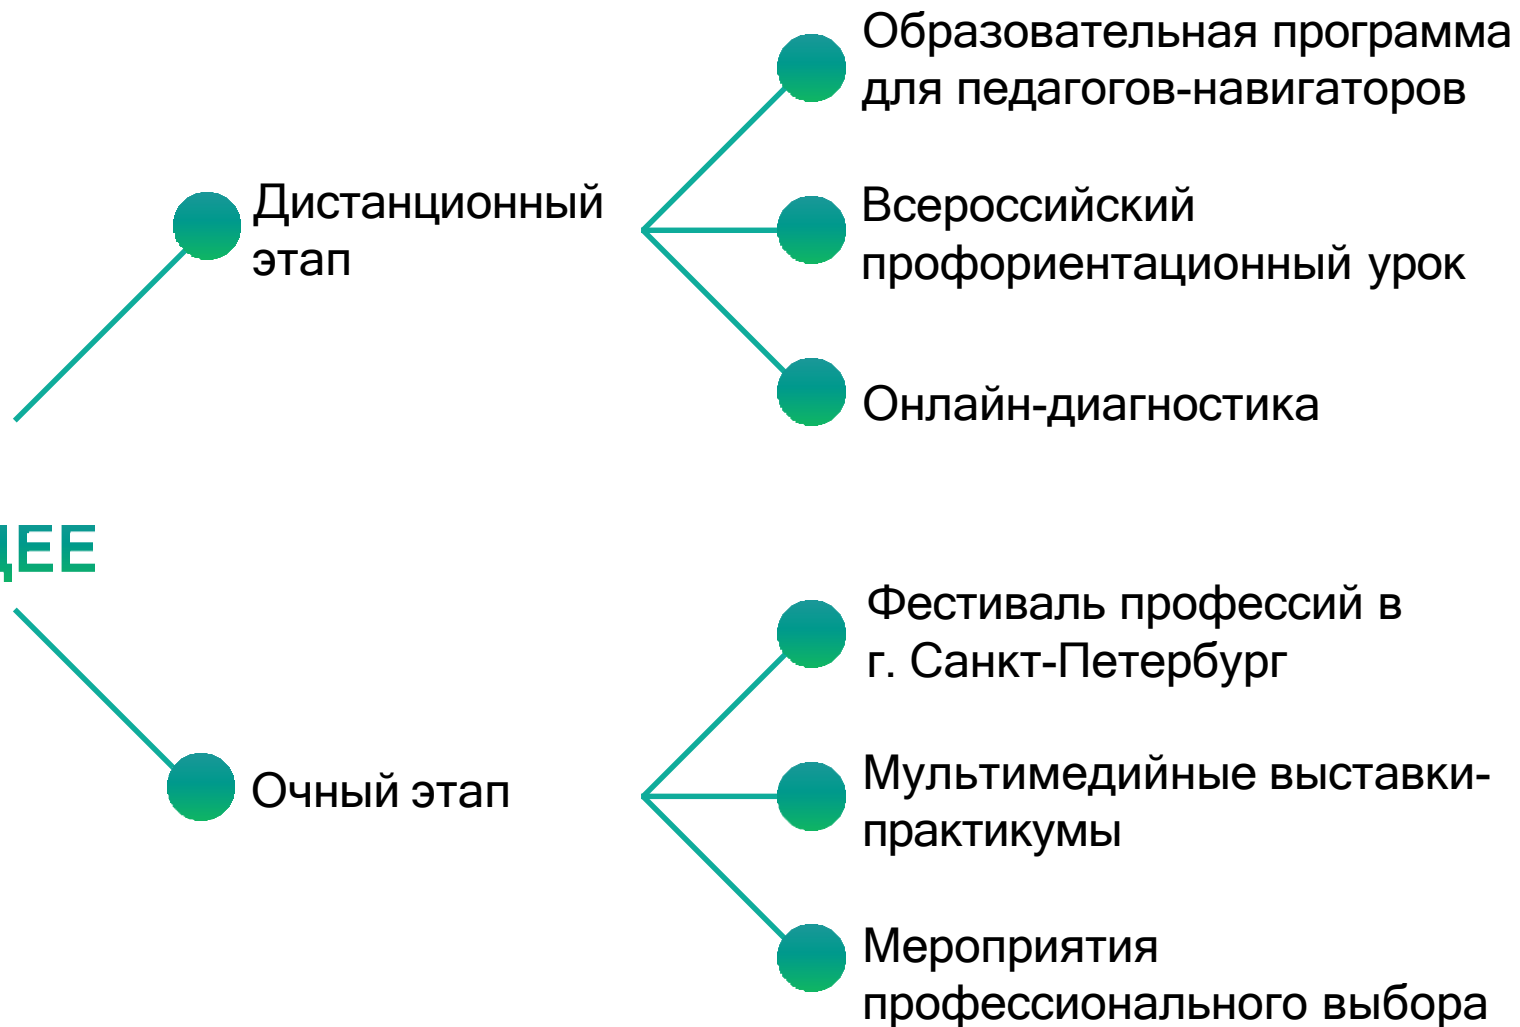 Образовательная программа
для педагогов-навигаторов
Дистанционный
этап
Всероссийский
профориентационный урок
Онлайн-диагностика
ЕЕ
Фестиваль профессий в
г. Санкт-Петербург
Очный этап
Мультимедийные выставки-
практикумы
Мероприятия
профессионального выбора